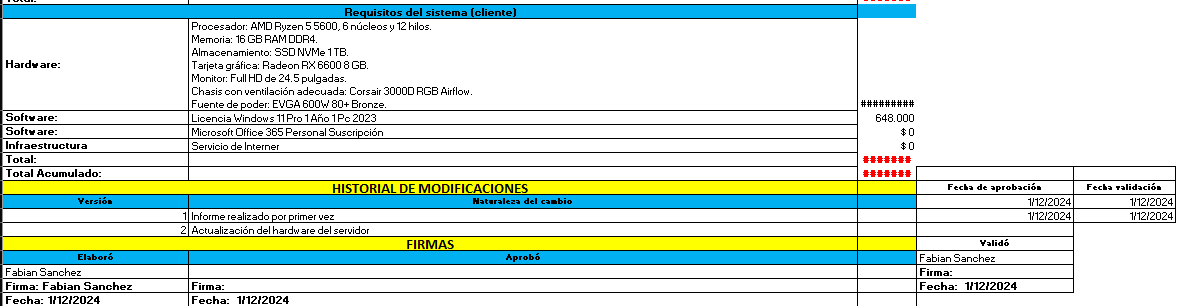 Total: #######
Requisitos del sistema (cliente)
Hardware:
Procesador: AMD Ryzen 5 5600, 6 núcleos y 12 hilos.
Memoria: 16 GB RAM DDR4.
Almacenamiento: SSD NVMe 1 TB.
Tarjeta gráfica: Radeon RX 6600 8 GB.
Monitor: Full HD de 24.5 pulgadas.
Chasis con ventilación adecuada: Corsair 3000D RGB Airflow.
Fuente de poder: EVGA 600W 80+ Bronze. #########
Software: Licencia Windows 11 Pro 1 Año 1 Pc 2023 648.000
Software: Microsoft Office 365 Personal Suscripción $ 0
Infraestructura Servicio de Interner $ 0
Total: #######
Total Acumulado: #######
HISTORIAL DE MODIFICACIONES Fecha de aprobación Fecha validación
Versión Naturaleza del cambio 1/12/2024 1/12/2024
1 Informe realizado por primer vez 1/12/2024 1/12/2024
2 Actualización del hardware del servidor
FIRMAS Validó
Elaboró Aprobó Fabian Sanchez
Fabian Sanchez Firma:
Firma: Fabian Sanchez Firma: Fecha: 1/12/2024
Fecha: 1/12/2024 Fecha: 1/12/2024